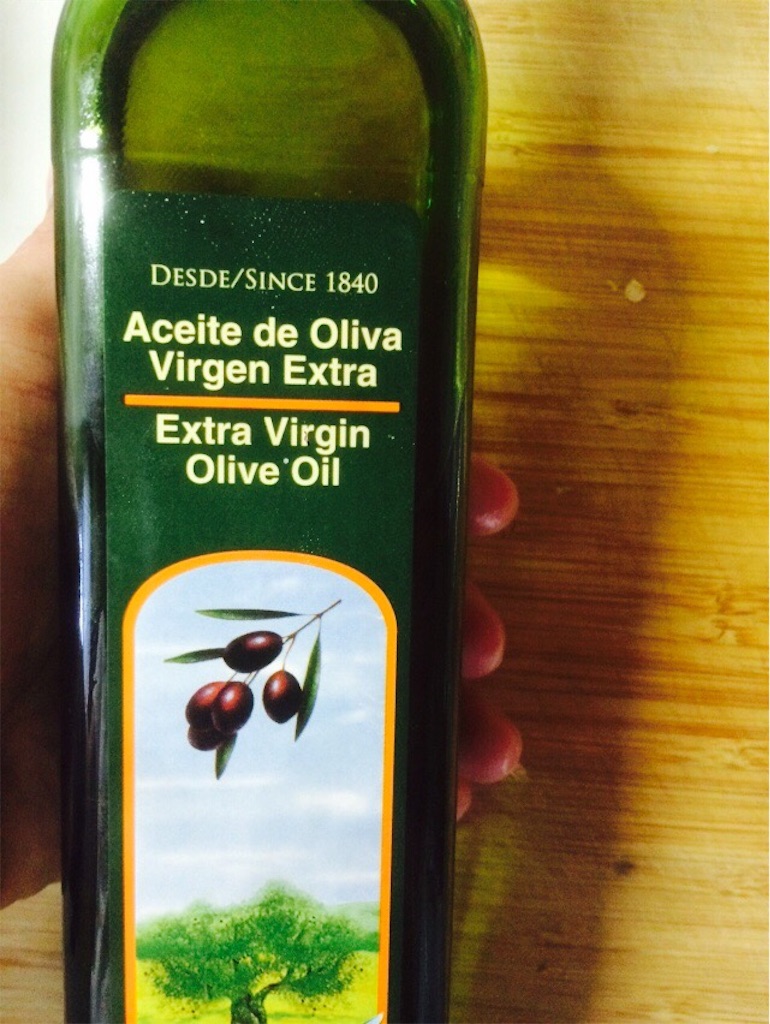 DESDE/SINCE 1840
Aceite de Oliva
Virgen Extra
Extra Virgin
Olive Oil